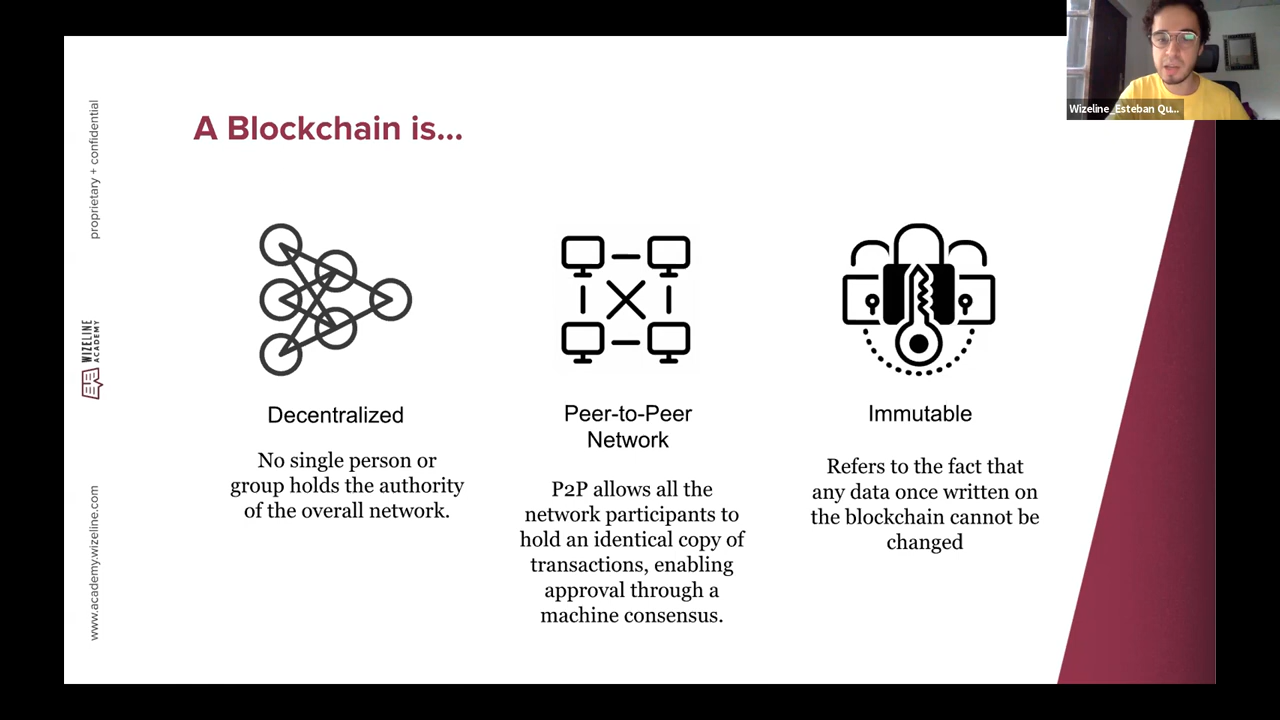 A Blockchain is...
Decentralized
No single person or
group holds the authority
of the overall network.
Peer-to-Peer
Network
P2P allows all the
network participants to
hold an identical copy of
transactions, enabling
approval through a
machine consensus.
Immutable
Refers to the fact that
any data once written on
the blockchain cannot be
changed
proprietary + confidential
WIZELINE
ACADEMY
www.academy.wizeline.com
Wizeline_Esteban Qu...